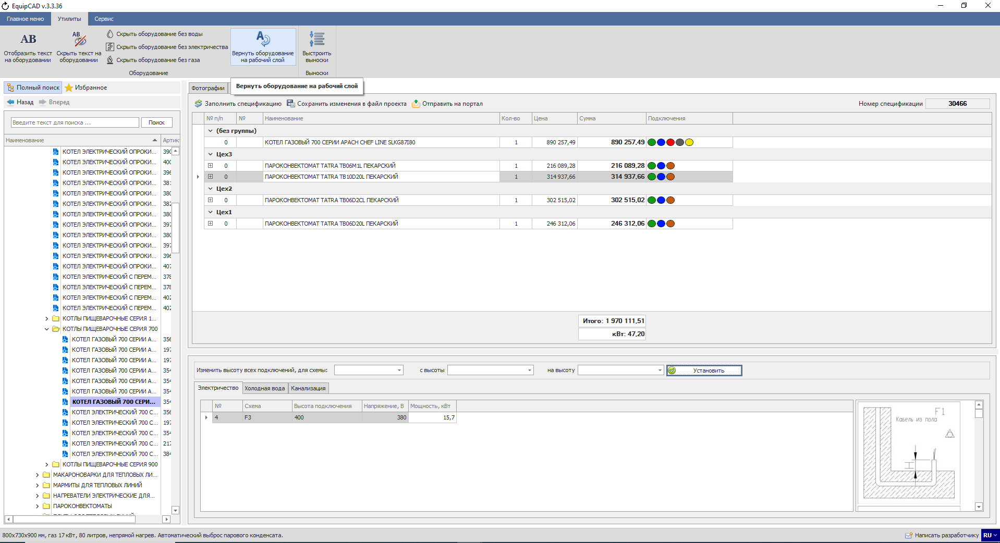 EquipCAD v.3.3.36
Главное меню
Утилиты
Сервис
AB
Отобразить текст
на оборудовании
AB
Скрыть текст на
оборудовании
Скрыть оборудование без воды
Скрыть оборудование без электричества
Скрыть оборудование без газа
Оборудование
A
Вернуть оборудование
на рабочий слой
Выстроить
выноски
Выноски
Полный поиск
Избранное
Назад
Вперед
Введите текст для поиска ...
Поиск
Наименование
Артик
КОТЕЛ ЭЛЕКТРИЧЕСКИЙ ОПРОКИ... 390
КОТЕЛ ЭЛЕКТРИЧЕСКИЙ ОПРОКИ... 400
КОТЕЛ ЭЛЕКТРИЧЕСКИЙ ОПРОКИ... 396
КОТЕЛ ЭЛЕКТРИЧЕСКИЙ ОПРОКИ... 381
КОТЕЛ ЭЛЕКТРИЧЕСКИЙ ОПРОКИ... 380
КОТЕЛ ЭЛЕКТРИЧЕСКИЙ ОПРОКИ... 382
КОТЕЛ ЭЛЕКТРИЧЕСКИЙ ОПРОКИ... 380
КОТЕЛ ЭЛЕКТРИЧЕСКИЙ ОПРОКИ... 397
КОТЕЛ ЭЛЕКТРИЧЕСКИЙ ОПРОКИ... 380
КОТЕЛ ЭЛЕКТРИЧЕСКИЙ ОПРОКИ... 397
КОТЕЛ ЭЛЕКТРИЧЕСКИЙ ОПРОКИ... 396
КОТЕЛ ЭЛЕКТРИЧЕСКИЙ ОПРОКИ... 407
КОТЕЛ ЭЛЕКТРИЧЕСКИЙ С ПЕРЕМ... 378
КОТЕЛ ЭЛЕКТРИЧЕСКИЙ С ПЕРЕМ... 378
КОТЕЛ ЭЛЕКТРИЧЕСКИЙ С ПЕРЕМ... 402
КОТЕЛ ЭЛЕКТРИЧЕСКИЙ С ПЕРЕМ... 402
КОТЛЫ ПИЩЕВАРОЧНЫЕ СЕРИЯ 1...
КОТЛЫ ПИЩЕВАРОЧНЫЕ СЕРИЯ 700
КОТЕЛ ГАЗОВЫЙ 700 СЕРИИ A... 356
КОТЕЛ ГАЗОВЫЙ 700 СЕРИИ A... 197
КОТЕЛ ГАЗОВЫЙ 700 СЕРИИ A... 197
КОТЕЛ ГАЗОВЫЙ 700 СЕРИИ A... 354
КОТЕЛ ГАЗОВЫЙ 700 СЕРИИ A... 354
КОТЕЛ ГАЗОВЫЙ 700 СЕРИИ A... 354
КОТЕЛ ГАЗОВЫЙ 700 СЕРИ... 354
КОТЕЛ ЭЛЕКТРИЧЕСКИЙ 700 С... 356
КОТЕЛ ЭЛЕКТРИЧЕСКИЙ 700 С... 197
КОТЕЛ ЭЛЕКТРИЧЕСКИЙ 700 С... 354
КОТЕЛ ЭЛЕКТРИЧЕСКИЙ 700 С... 217
КОТЕЛ ЭЛЕКТРИЧЕСКИЙ 700 С... 384
КОТЛЫ ПИЩЕВАРОЧНЫЕ СЕРИЯ 900
МАКАРОНОВАРКИ ДЛЯ ТЕПЛОВЫХ ЛИ...
МАРМИТЫ ДЛЯ ТЕПЛОВЫХ ЛИНИЙ
НАГРЕВАТЕЛИ ЭЛЕКТРИЧЕСКИЕ ДЛЯ...
ПАРОКОНВЕКТОМАТЫ
Фотографии
Вернуть оборудование на рабочий слой
Заполнить спецификацию
Сохранить изменения в файл проекта
Отправить на портал
Номер спецификации 30466
№ п/п № Наименование Кол-во Цена Сумма Подключения
(без группы)
0 КОТЕЛ ГАЗОВЫЙ 700 СЕРИИ APACH CHEF LINE SLKG87I80 1 890 257,49 890 257,49
Цех3
0 ПАРОКОНВЕКТОМАТ TATRA TB06M1L ПЕКАРСКИЙ 1 216 089,28 216 089,28
0 ПАРОКОНВЕКТОМАТ TATRA TB10D20L ПЕКАРСКИЙ 1 314 937,66 314 937,66
Цех2
0 ПАРОКОНВЕКТОМАТ TATRA TB06D2CL ПЕКАРСКИЙ 1 302 515,02 302 515,02
Цех1
0 ПАРОКОНВЕКТОМАТ TATRA TB06D20L ПЕКАРСКИЙ 1 246 312,06 246 312,06
Итого: 1 970 111,51
кВт: 47,20
Изменить высоту всех подключений, для схемы:
с высоты
на высоту
Установить
Электричество
Холодная вода
Канализация
№ Схема Высота подключения Напряжение, В Мощность, кВт
4 F3 400 380 15,7
F1
Кабель из пола
H
800x730x900 мм, газ 17 кВт, 80 литров, непрямой нагрев. Автоматический выброс парового конденсата.
Написать разработчику
RU